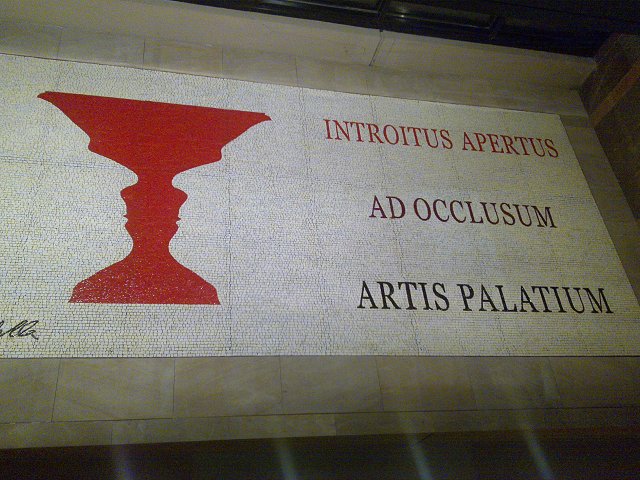 INTROITUS APERTUS
AD OCCLUSUM
ARTIS PALATIUM